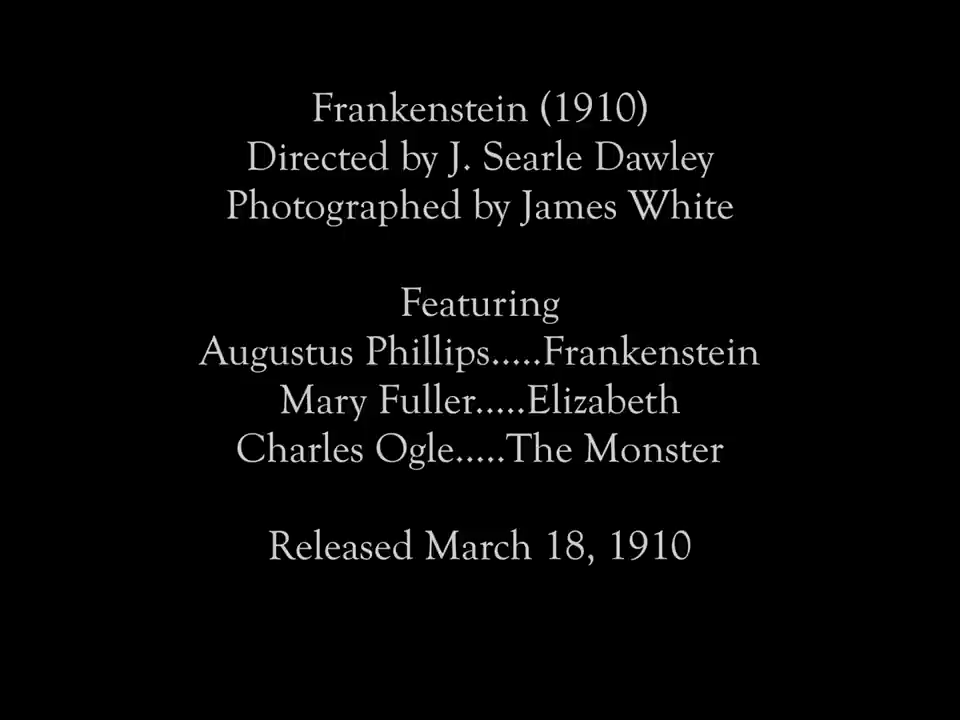 Frankenstein (1910)
Directed by J. Searle Dawley
Photographed by James White
Featuring
Augustus Phillips.....Frankenstein
Mary Fuller.....Elizabeth
Charles Ogle.....The Monster
Released March 18, 1910